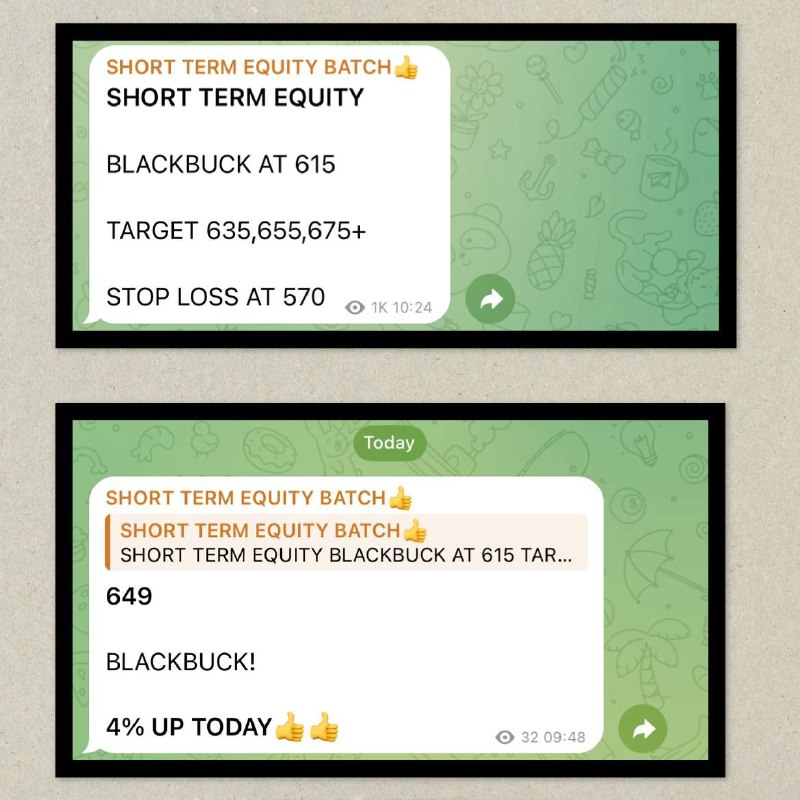 SHORT TERM EQUITY BATCH👍
SHORT TERM EQUITY
BLACKBUCK AT 615
TARGET 635,655,675+
STOP LOSS AT 570
1K 10:24
Today
SHORT TERM EQUITY BATCH👍
SHORT TERM EQUITY BATCH👍
SHORT TERM EQUITY BLACKBUCK AT 615 TAR...
649
BLACKBUCK!
4% UP TODAY👍👍
32 09:48